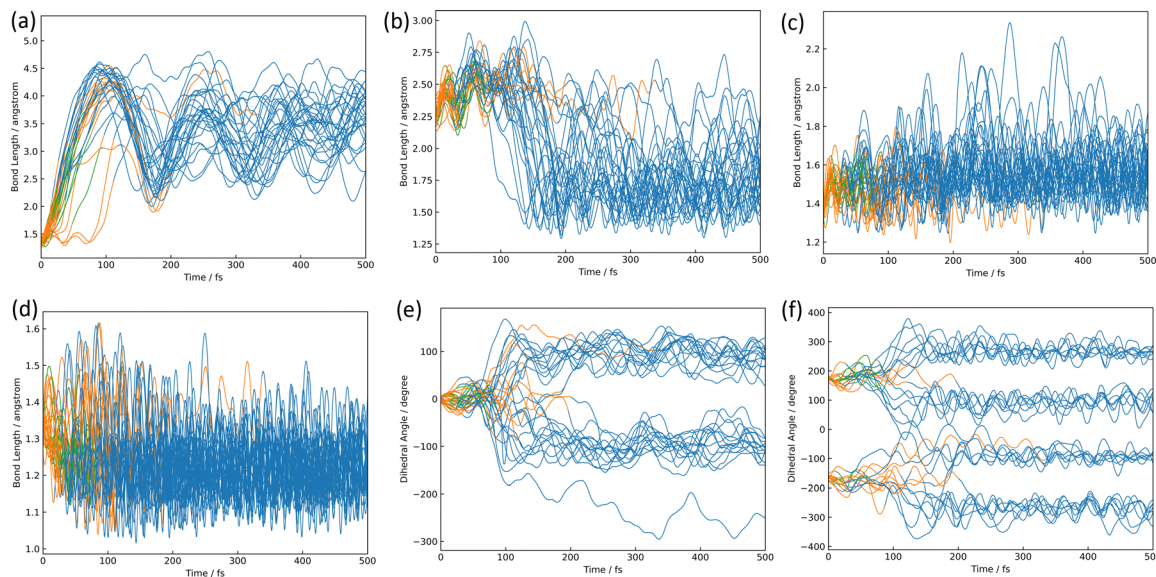 (a)
5.0
4.5
4.0
3.5
3.0
2.5
2.0
1.5
Bond Length / angstrom
0 100 200 300 400 500
Time / fs
(b)
3.00
2.75
2.50
2.25
2.00
1.75
1.50
1.25
Bond Length / angstrom
0 100 200 300 400 500
Time / fs
(c)
2.2
2.0
1.8
1.6
1.4
1.2
Bond Length / angstrom
0 100 200 300 400 500
Time / fs
(d)
1.6
1.5
1.4
1.3
1.2
1.1
1.0
Bond Length / angstrom
0 100 200 300 400 500
Time / fs
(e)
100
0
−100
−200
−300
Dihedral Angle / degree
0 100 200 300 400 500
Time / fs
(f)
400
300
200
100
0
−100
−200
−300
−400
Dihedral Angle / degree
0 100 200 300 400 500
Time / fs